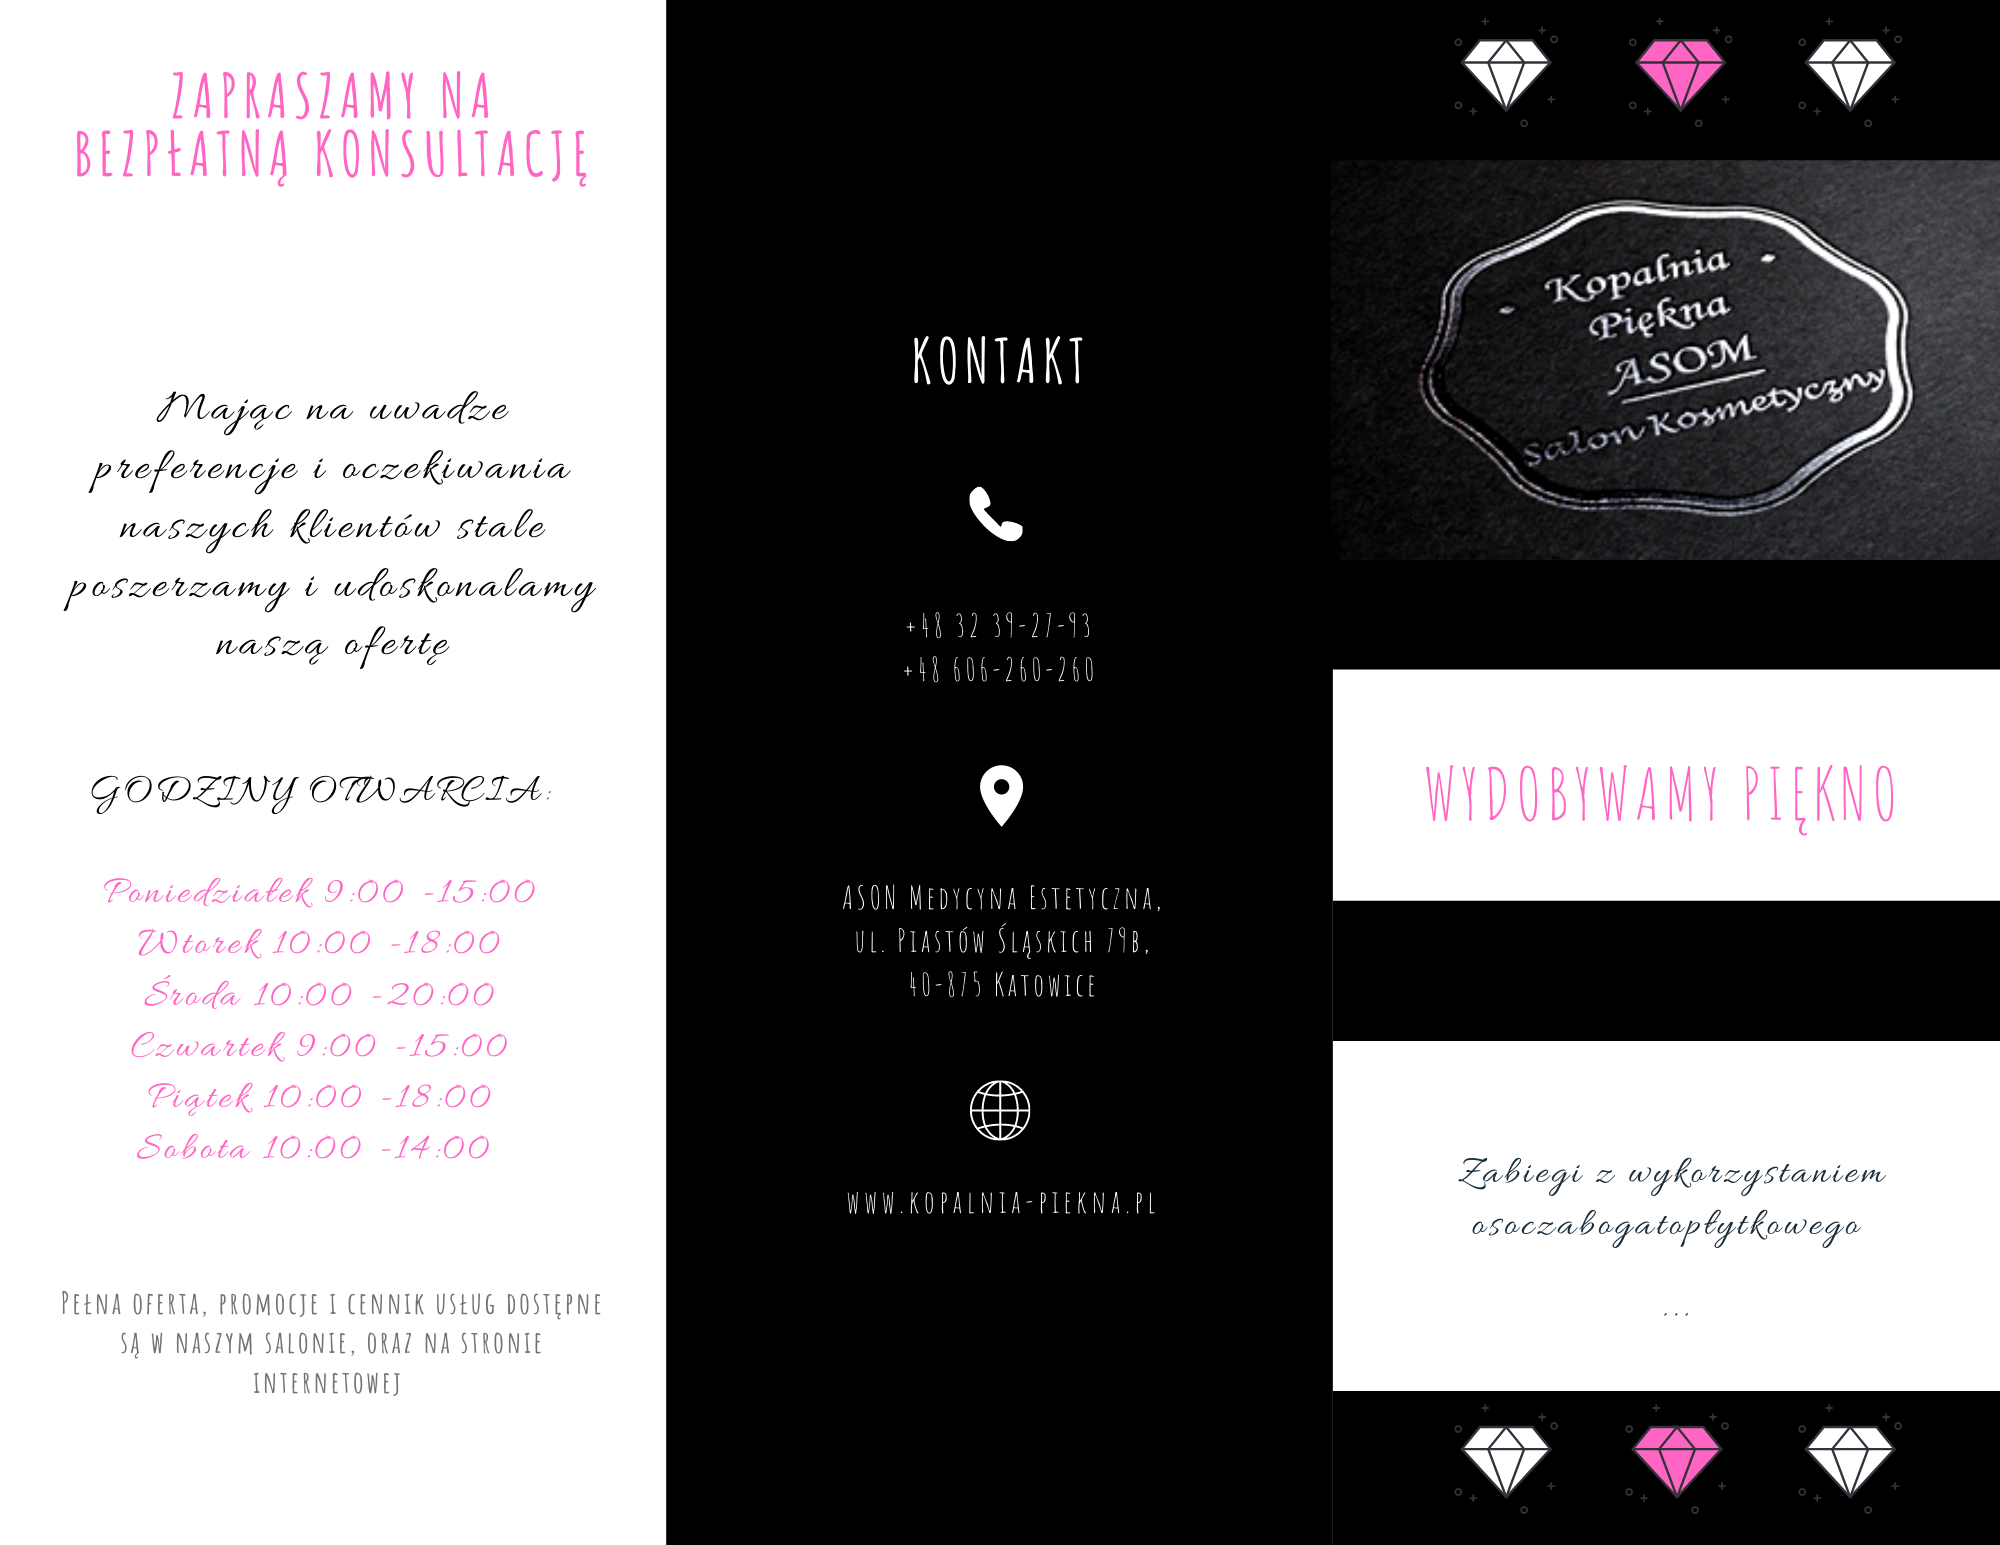 ZAPRASZAMY NA
BEZPŁATNĄ KONSULTACJĘ
Mając na uwadze
preferencje i oczekiwania
naszych klientów stale
poszerzamy i udoskonalamy
naszą ofertę
GODZINY OTWARCIA:
Poniedziałek 9:00 -15:00
Wtorek 10:00 -18:00
Środa 10:00 -20:00
Czwartek 9:00 -15:00
Piątek 10:00 -18:00
Sobota 10:00 -14:00
Pełna oferta, promocje i cennik usług dostępne
są w naszym salonie, oraz na stronie
internetowej
KONTAKT
+48 32 39-27-93
+48 606-260-260
ASON Medycyna Estetyczna,
ul. Piastów Śląskich 79b,
40-875 Katowice
www.kopalnia-piekna.pl
Kopalnia
Piękna
ASOM
Salon Kosmetyczny
WYDOBYWAMY PIĘKNO
Zabiegi z wykorzystaniem
osoczabogatopłytkowego
...